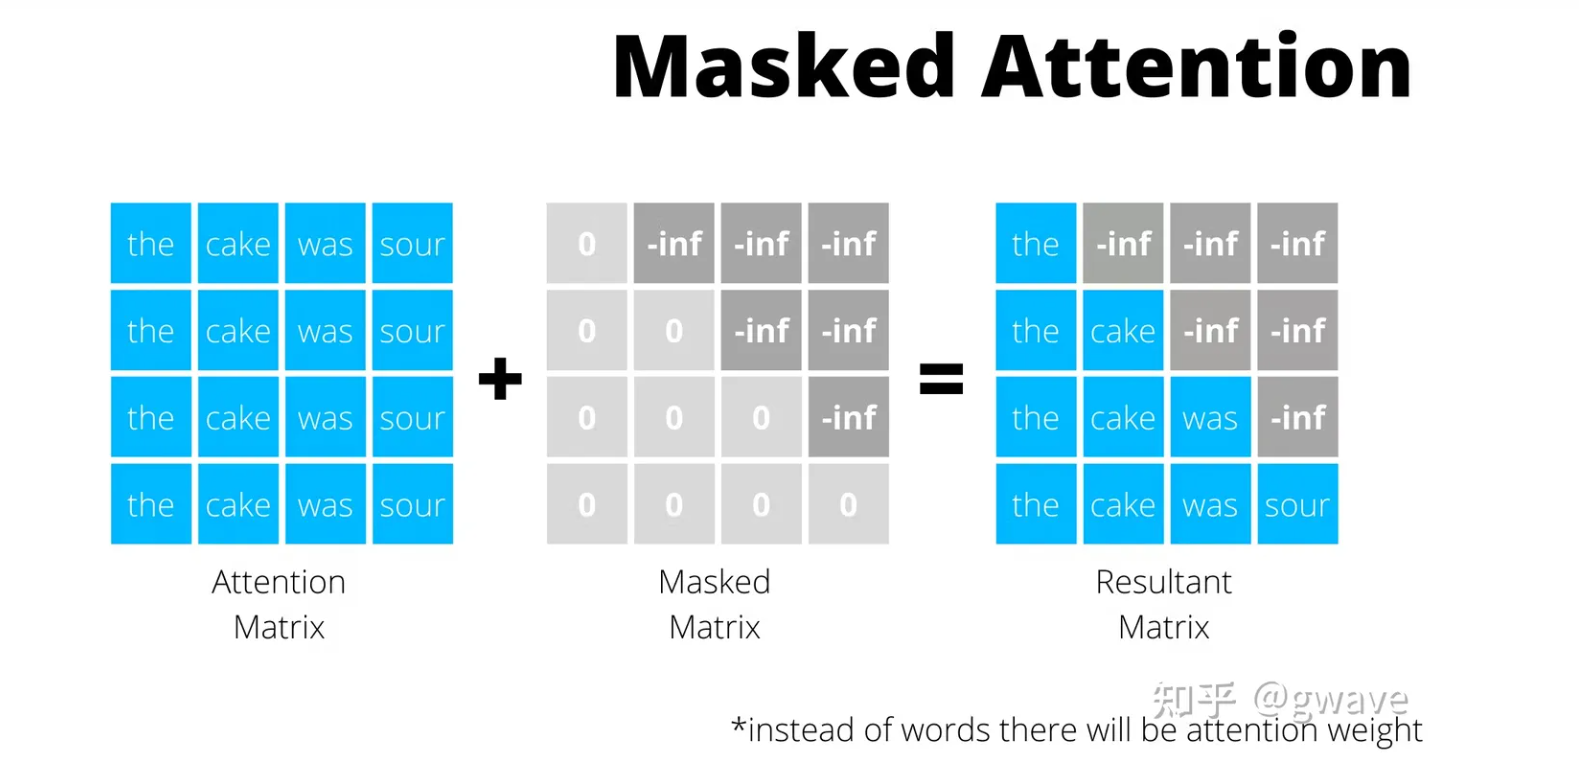 Masked Attention
the cake was sour
the cake was sour
the cake was sour
the cake was sour
+
0 -inf -inf -inf
0 0 -inf -inf
0 0 0 -inf
0 0 0 0
=
the -inf -inf -inf
the cake -inf -inf
the cake was -inf
the cake was sour
Attention
Matrix
Masked
Matrix
Resultant
Matrix
知乎 @gwave
*instead of words there will be attention weight